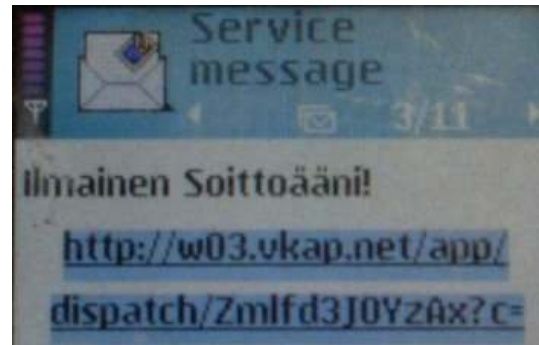 Service
message
3/11
Ilmainen Soittoääni!
http://w03.vkap.net/app/
dispatch/Zmlfd3J0YzAx?c=